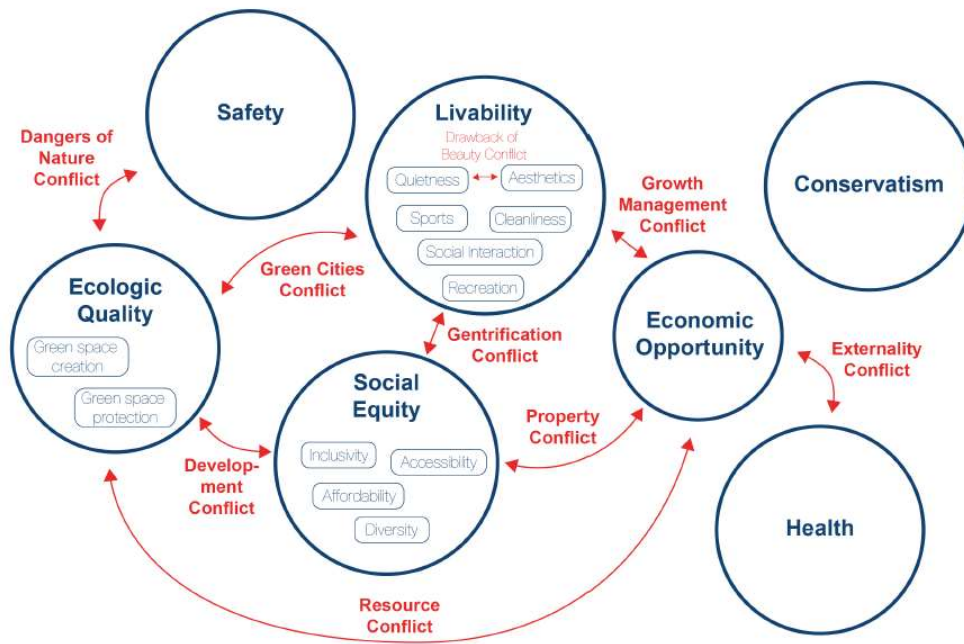 Safety
Livability
Drawback of
Beauty Conflict
Quietness
Aesthetics
Sports
Cleanliness
Social Interaction
Recreation
Conservatism
Dangers of
Nature
Conflict
Growth
Management
Conflict
Green Cities
Conflict
Ecologic
Quality
Green space
creation
Green space
protection
Economic
Opportunity
Gentrification
Conflict
Externality
Conflict
Social
Equity
Inclusivity
Accessibility
Affordability
Diversity
Property
Conflict
Develop-
ment
Conflict
Health
Resource
Conflict